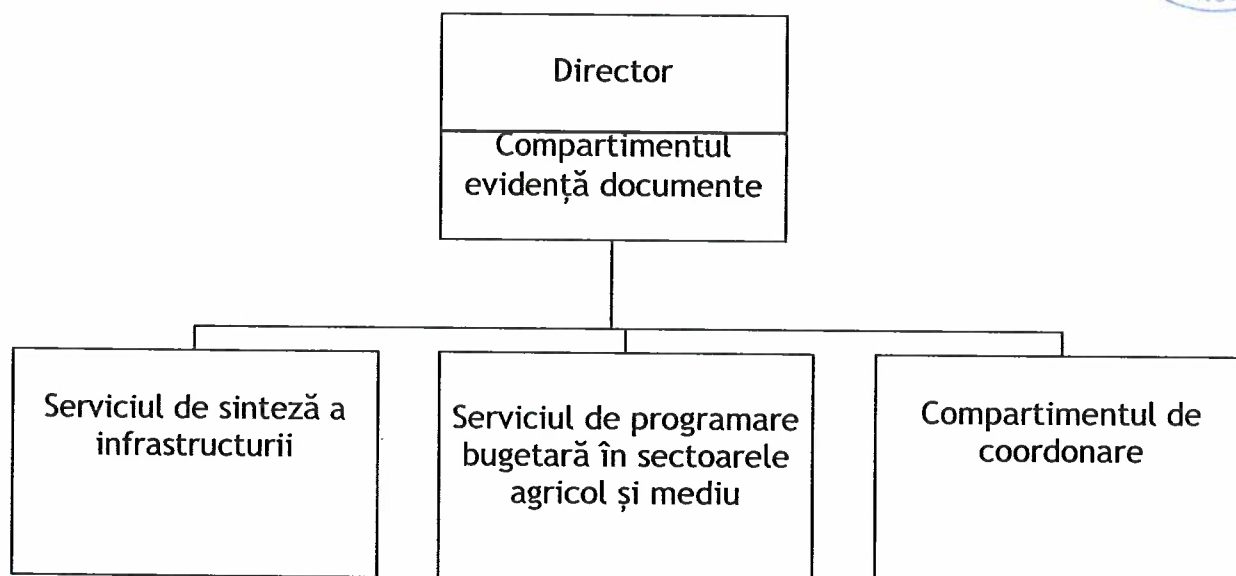 Director
Compartimentul
evidență documente
Serviciul de sinteză a
infrastructurii
Serviciul de programare
bugetară în sectoarele
agricol și mediu
Compartimentul de
coordonare